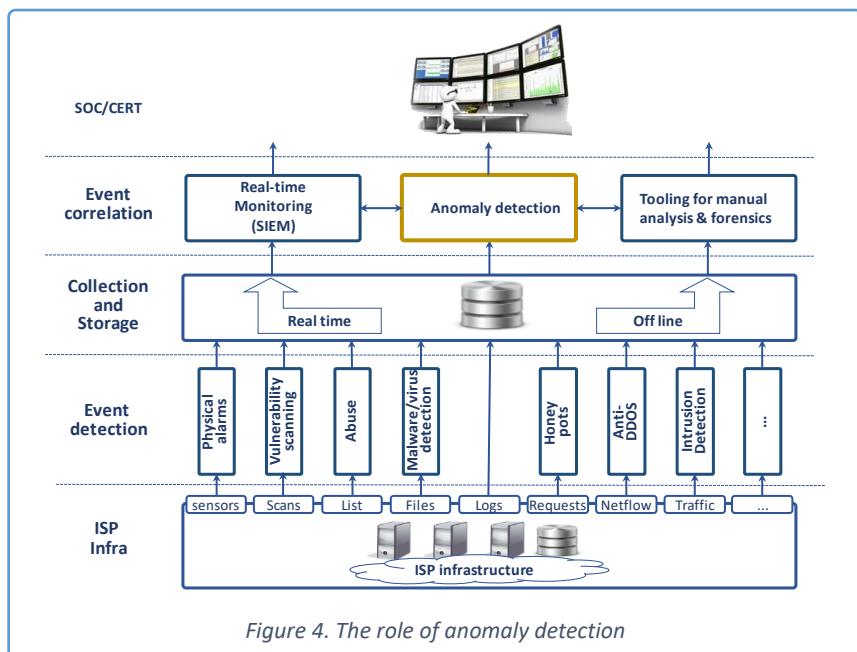 SOC/CERT
Event
correlation
Real-time
Monitoring
(SIEM)
Anomaly detection
Tooling for manual
analysis & forensics
Collection
and
Storage
Real time
Off line
Event
detection
Physical
alarms
Vulnerability
scanning
Abuse
Malware/virus
detection
Honey
pots
Anti-
DDOS
Intrusion
Detection
...
ISP
Infra
sensors
Scans
List
Files
Logs
Requests
Netflow
Traffic
...
ISP infrastructure
Figure 4. The role of anomaly detection